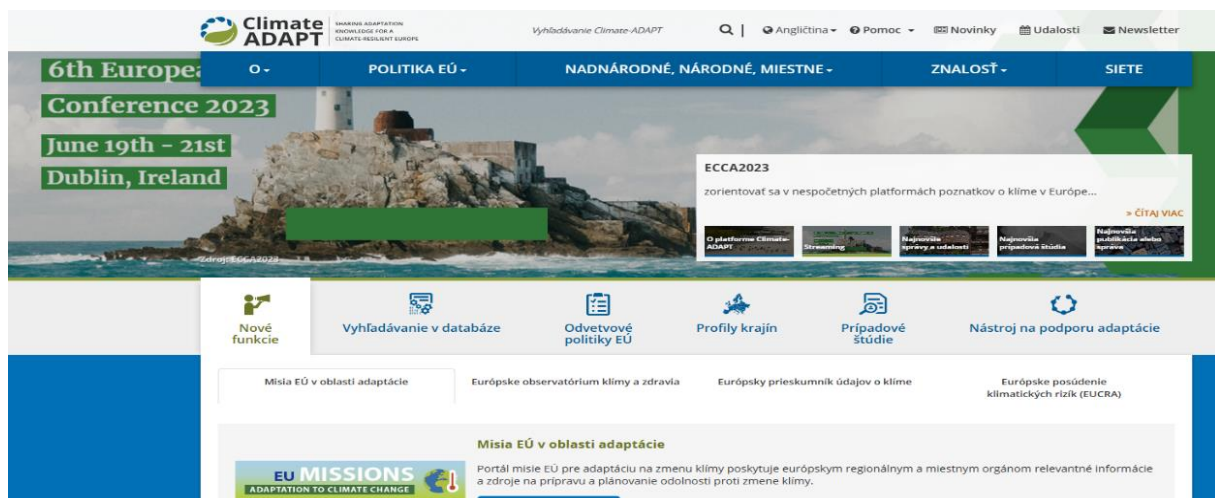 Climate
ADAPT
SHARING ADAPTATION
KNOWLEDGE FOR A
CLIMATE-RESILIENT EUROPE
Vyhľadávanie Climate-ADAPT
Angličtina
Pomoc
Novinky
Udalosti
Newsletter
O
POLITIKA EÚ
NADNÁRODNÉ, NÁRODNÉ, MIESTNE
ZNALOSŤ
SIETE
6th Europea
Conference 2023
June 19th – 21st
Dublin, Ireland
Zdroj: ECCA2023
ECCA2023
zorientovať sa v nespočetných platformách poznatkov o klíme v Európe...
» ČÍTAJ VIAC
O platforme Climate-
ADAPT
Streaming
Najnovšie
správy a udalosti
Najnovšia
prípadová štúdia
Najnovšia
publikácia alebo
správa
Nové
funkcie
Vyhľadávanie v databáze
Odvetvové
politiky EÚ
Profily krajín
Prípadové
štúdie
Nástroj na podporu adaptácie
Misia EÚ v oblasti adaptácie
Európske observatórium klímy a zdravia
Európsky prieskumník údajov o klíme
Európske posúdenie
klimatických rizík (EUCRA)
Misia EÚ v oblasti adaptácie
EU MISSIONS
ADAPTATION TO CLIMATE CHANGE
Portál misie EÚ pre adaptáciu na zmenu klímy poskytuje európskym regionálnym a miestnym orgánom relevantné informácie
a zdroje na prípravu a plánovanie odolnosti proti zmene klímy.